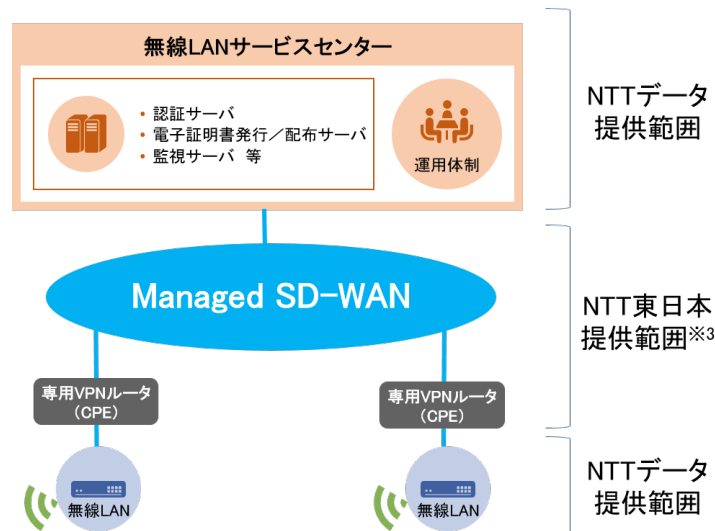 無線LANサービスセンター
• 認証サーバ
• 電子証明書発行／配布サーバ
• 監視サーバ 等
運用体制
NTTデータ
提供範囲
Managed SD-WAN
NTT東日本
提供範囲※3
専用VPNルータ
（CPE）
専用VPNルータ
（CPE）
無線LAN
無線LAN
NTTデータ
提供範囲